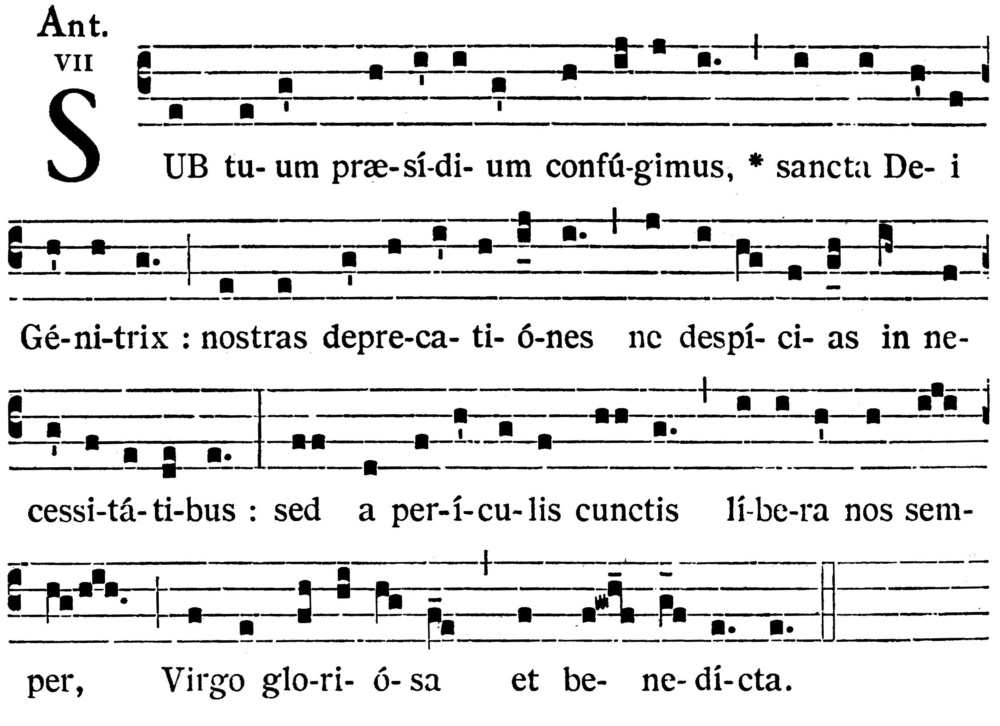 Ant.
VII
SUB tu- um præ-sí-di- um confú-gimus, * sancta De- i
Gé-ni-trix : nostras depre-ca- ti- ó-nes ne despí- ci- as in ne-
cessi-tá-ti-bus : sed a per-í-cu-lis cunctis lí-be-ra nos sem-
per, Virgo glo-ri- ó- sa et be- ne- dí-cta.